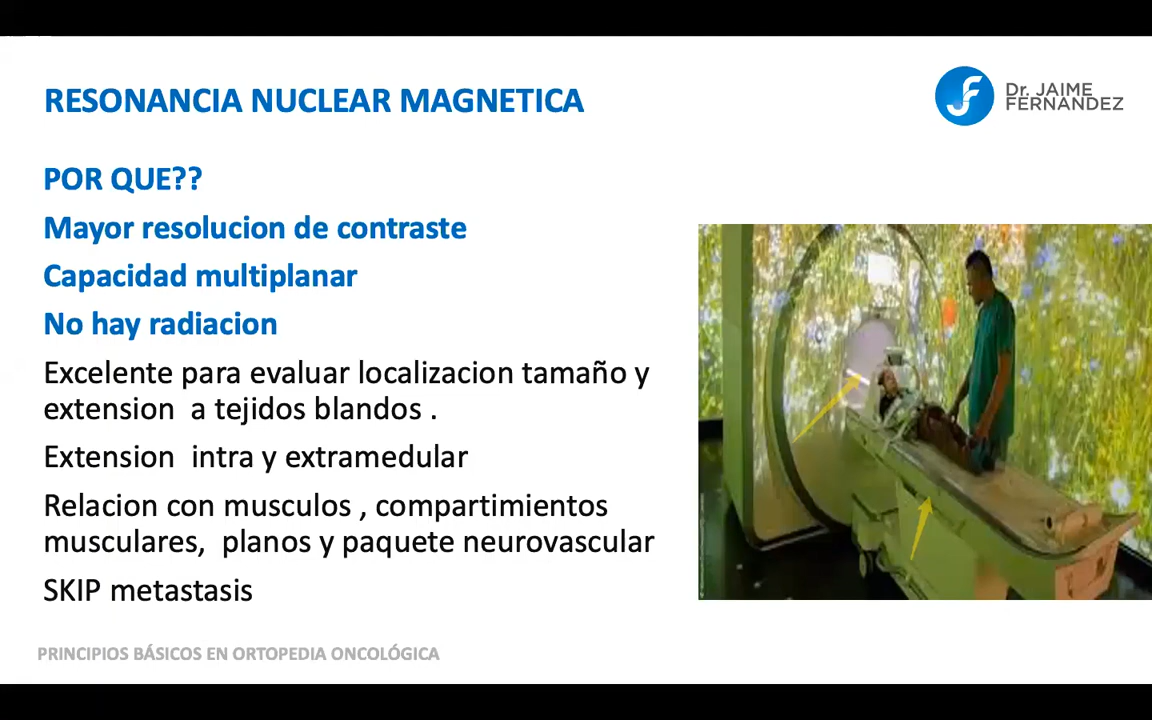 RESONANCIA NUCLEAR MAGNETICA
Dr. JAIME
FERNANDEZ
POR QUE??
Mayor resolucion de contraste
Capacidad multiplanar
No hay radiacion
Excelente para evaluar localizacion tamaño y
extension a tejidos blandos .
Extension intra y extramedular
Relacion con musculos , compartimientos
musculares, planos y paquete neurovascular
SKIP metastasis
PRINCIPIOS BÁSICOS EN ORTOPEDIA ONCOLÓGICA